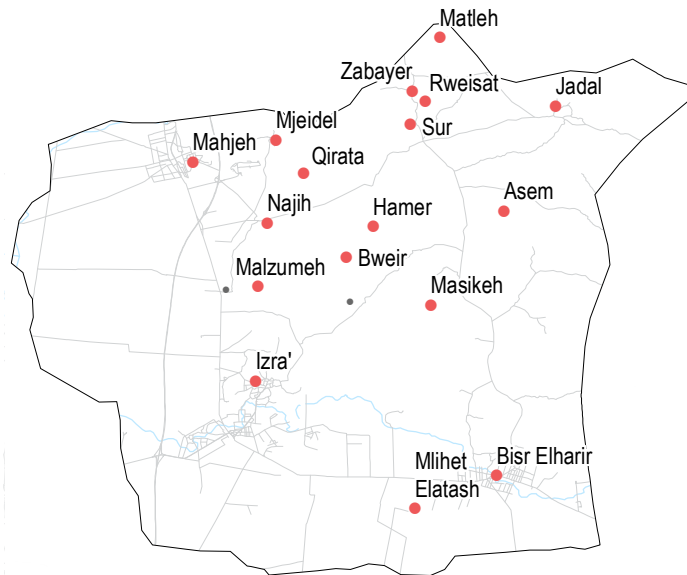 Matleh
Zabayer
Rweisat
Jadal
Sur
Mjeidel
Mahjeh
Qirata
Asem
Najih
Hamer
Bweir
Malzumeh
Masikeh
Izra'
Mlihet
Elatash
Bisr Elharir